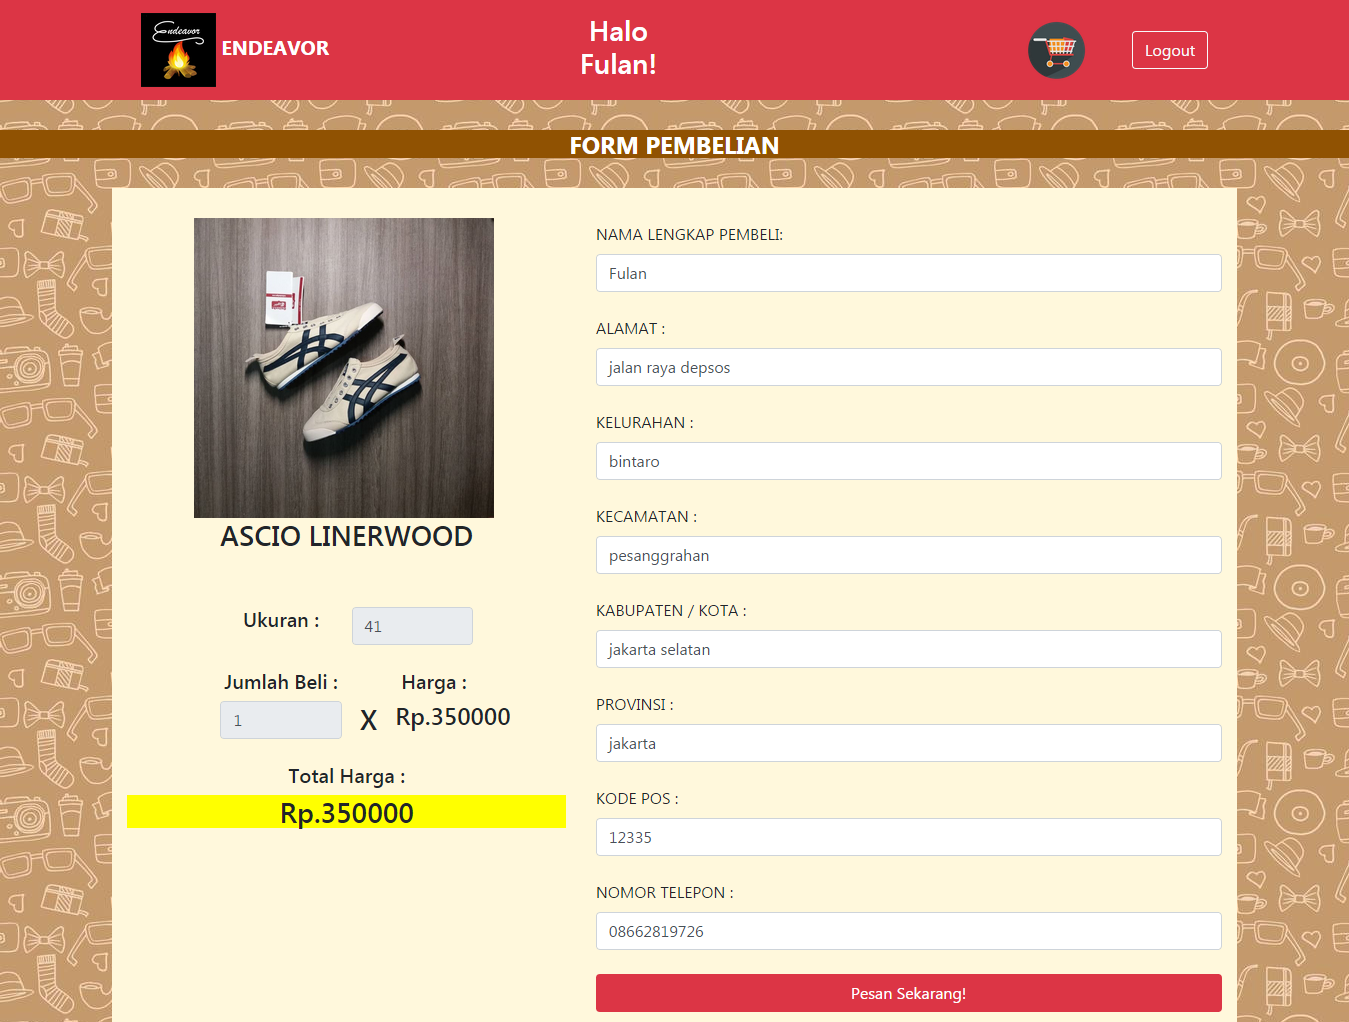 Endeavor
ENDEAVOR
Halo
Fulan!
Logout
FORM PEMBELIAN
ASCIO LINERWOOD
Ukuran :
41
Jumlah Beli :
Harga :
1
X
Rp.350000
Total Harga :
Rp.350000
NAMA LENGKAP PEMBELI:
Fulan
ALAMAT :
jalan raya depsos
KELURAHAN :
bintaro
KECAMATAN :
pesanggrahan
KABUPATEN / KOTA :
jakarta selatan
PROVINSI :
jakarta
KODE POS :
12335
NOMOR TELEPON :
08662819726
Pesan Sekarang!